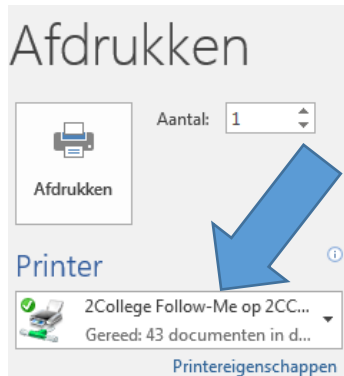 Afdrukken
Aantal: 1
Afdrukken
Printer
2College Follow-Me op 2CC...
Gereed: 43 documenten in d...
Printereigenschappen